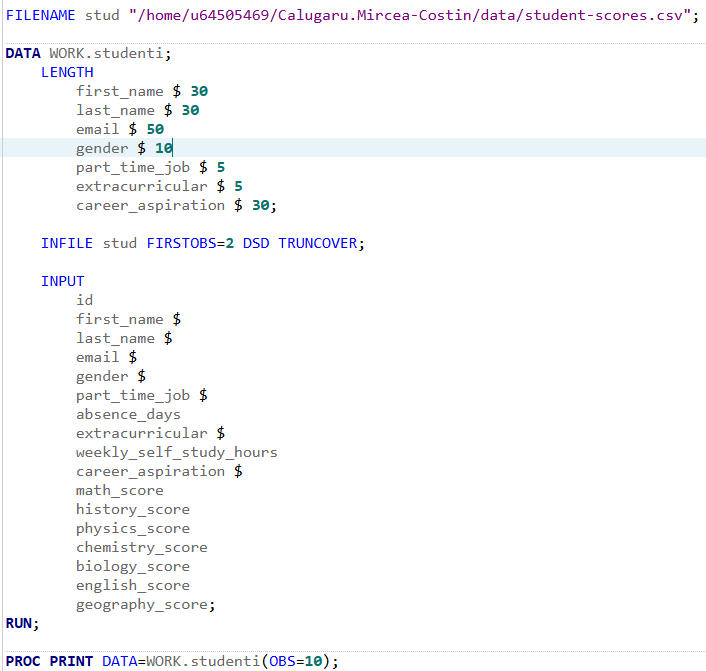 FILENAME stud "/home/u64505469/Calugaru.Mircea-Costin/data/student-scores.csv";
DATA WORK.studenti;
LENGTH
first_name $ 30
last_name $ 30
email $ 50
gender $ 10
part_time_job $ 5
extracurricular $ 5
career_aspiration $ 30;
INFILE stud FIRSTOBS=2 DSD TRUNCOVER;
INPUT
id
first_name $
last_name $
email $
gender $
part_time_job $
absence_days
extracurricular $
weekly_self_study_hours
career_aspiration $
math_score
history_score
physics_score
chemistry_score
biology_score
english_score
geography_score;
RUN;
PROC PRINT DATA=WORK.studenti(OBS=10);